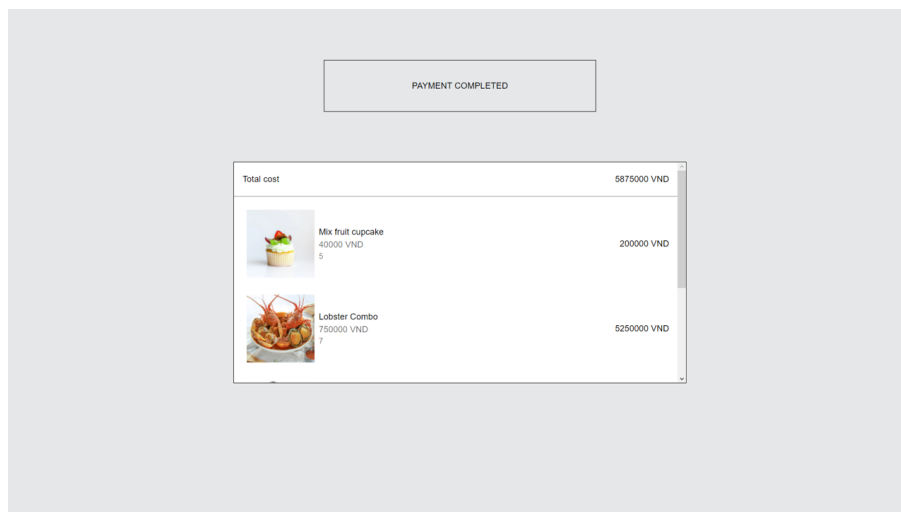 PAYMENT COMPLETED
Total cost 5875000 VND
Mix fruit cupcake
40000 VND 200000 VND
5
Lobster Combo
750000 VND 5250000 VND
7